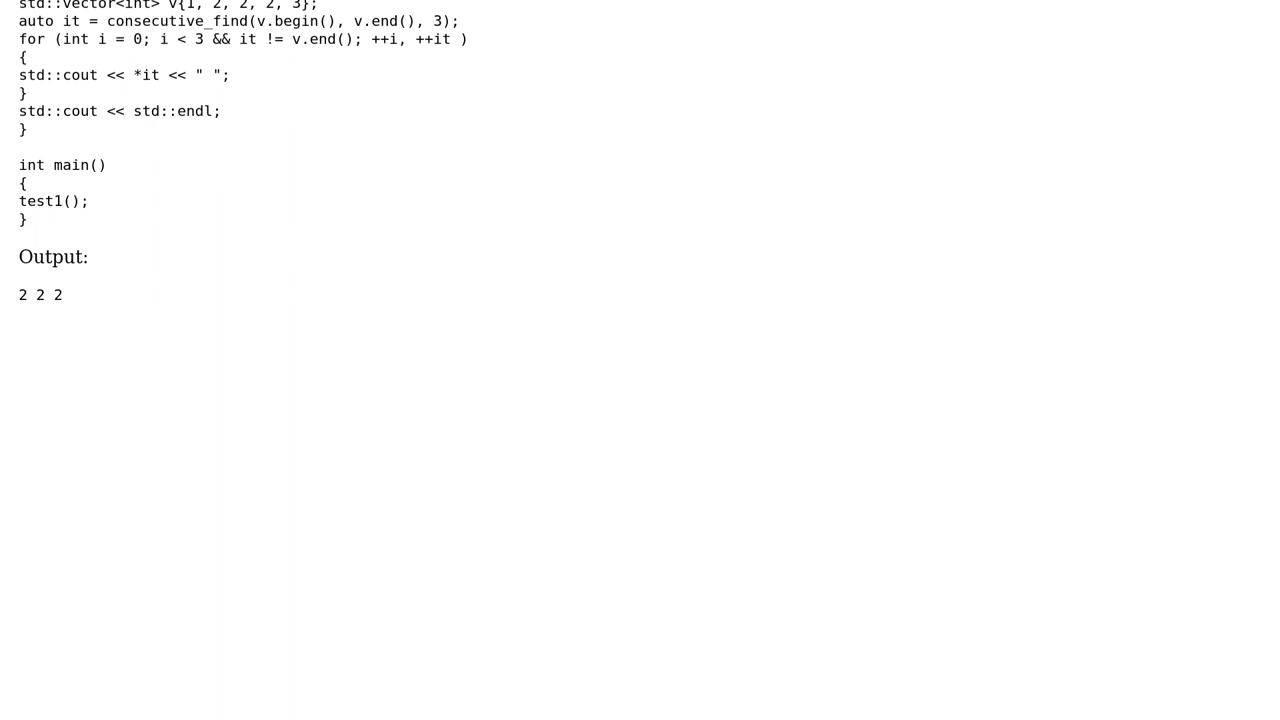 std::vector<int> v{1, 2, 2, 2, 3};
auto it = consecutive_find(v.begin(), v.end(), 3);
for (int i = 0; i < 3 && it != v.end(); ++i, ++it )
{
std::cout << *it << " ";
}
std::cout << std::endl;
}
int main()
{
test1();
}
Output:
2 2 2